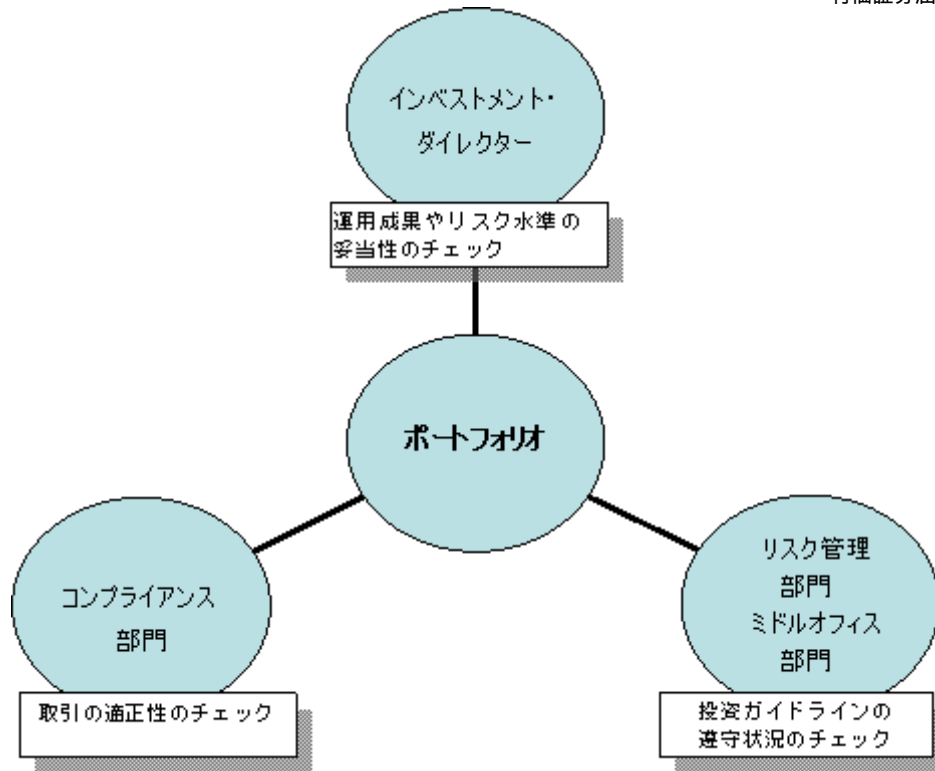 インベストメント・
ダイレクター
運用成果やリスク水準の
妥当性のチェック
ポートフォリオ
コンプライアンス
部門
取引の適正性のチェック
リスク管理
部門
ミドルオフィス
部門
投資ガイドラインの
遵守状況のチェック